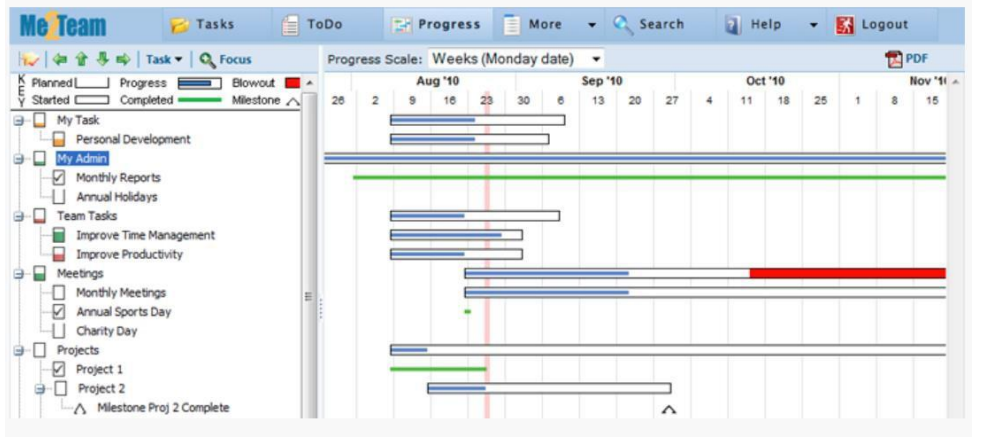 Me2Team Tasks ToDo Progress More Search Help Logout
Task Focus Progress Scale: Weeks (Monday date) PDF
KEY
Planned Progress Blowout
Started Completed Milestone
Aug '10 Sep '10 Oct '10 Nov '1
26 2 9 16 23 30 6 13 20 27 4 11 18 25 1 8 15
My Task
Personal Development
My Admin
Monthly Reports
Annual Holidays
Team Tasks
Improve Time Management
Improve Productivity
Meetings
Monthly Meetings
Annual Sports Day
Charity Day
Projects
Project 1
Project 2
Milestone Proj 2 Complete